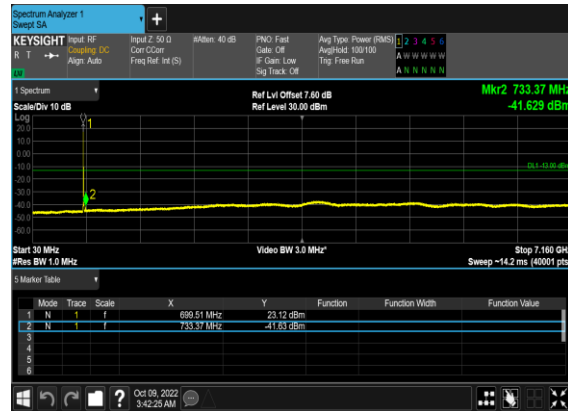 Spectrum Analyzer 1
Swept SA
+
KEYSIGHT Input: RF Input Z: 50 Ω #Atten: 40 dB PNO: Fast Avg Type: Power (RMS) 1 2 3 4 5 6
R T Coupling: DC Corr CCorr Gate: Off Avg|Hold: 100/100 A W W W W W
Align: Auto Freq Ref: Int (S) IF Gain: Low Trig: Free Run
LW Sig Track: Off A N N N N N
1 Spectrum Ref Lvl Offset 7.60 dB Mkr2 733.37 MHz
Scale/Div 10 dB Ref Level 30.00 dBm -41.629 dBm
Log
1
20.0
10.0
0.00
-10.0 DL1 -13.00 dBm
-20.0
-30.0
2
-40.0
-50.0
-60.0
Start 30 MHz Video BW 3.0 MHz* Stop 7.160 GHz
#Res BW 1.0 MHz Sweep ~14.2 ms (40001 pts)
5 Marker Table
Mode Trace Scale X Y Function Function Width Function Value
1 N 1 f 699.51 MHz 23.12 dBm
2 N 1 f 733.37 MHz -41.63 dBm
3
4
5
6
? Oct 09, 2022
3:42:25 AM